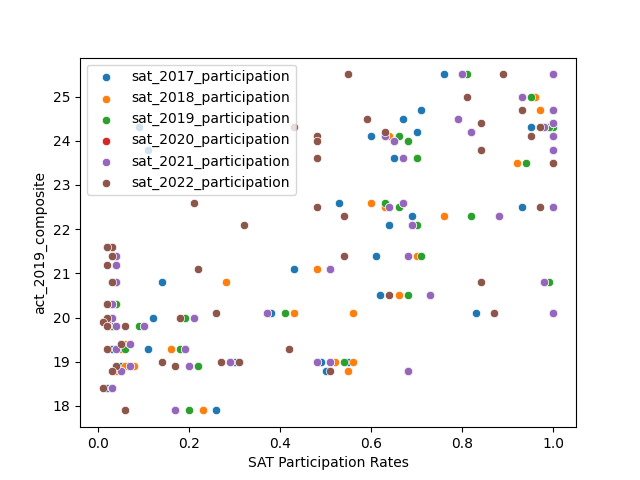 sat_2017_participation
sat_2018_participation
sat_2019_participation
sat_2020_participation
sat_2021_participation
sat_2022_participation
25
24
23
22
21
20
19
18
act_2019_composite
0.0 0.2 0.4 0.6 0.8 1.0
SAT Participation Rates